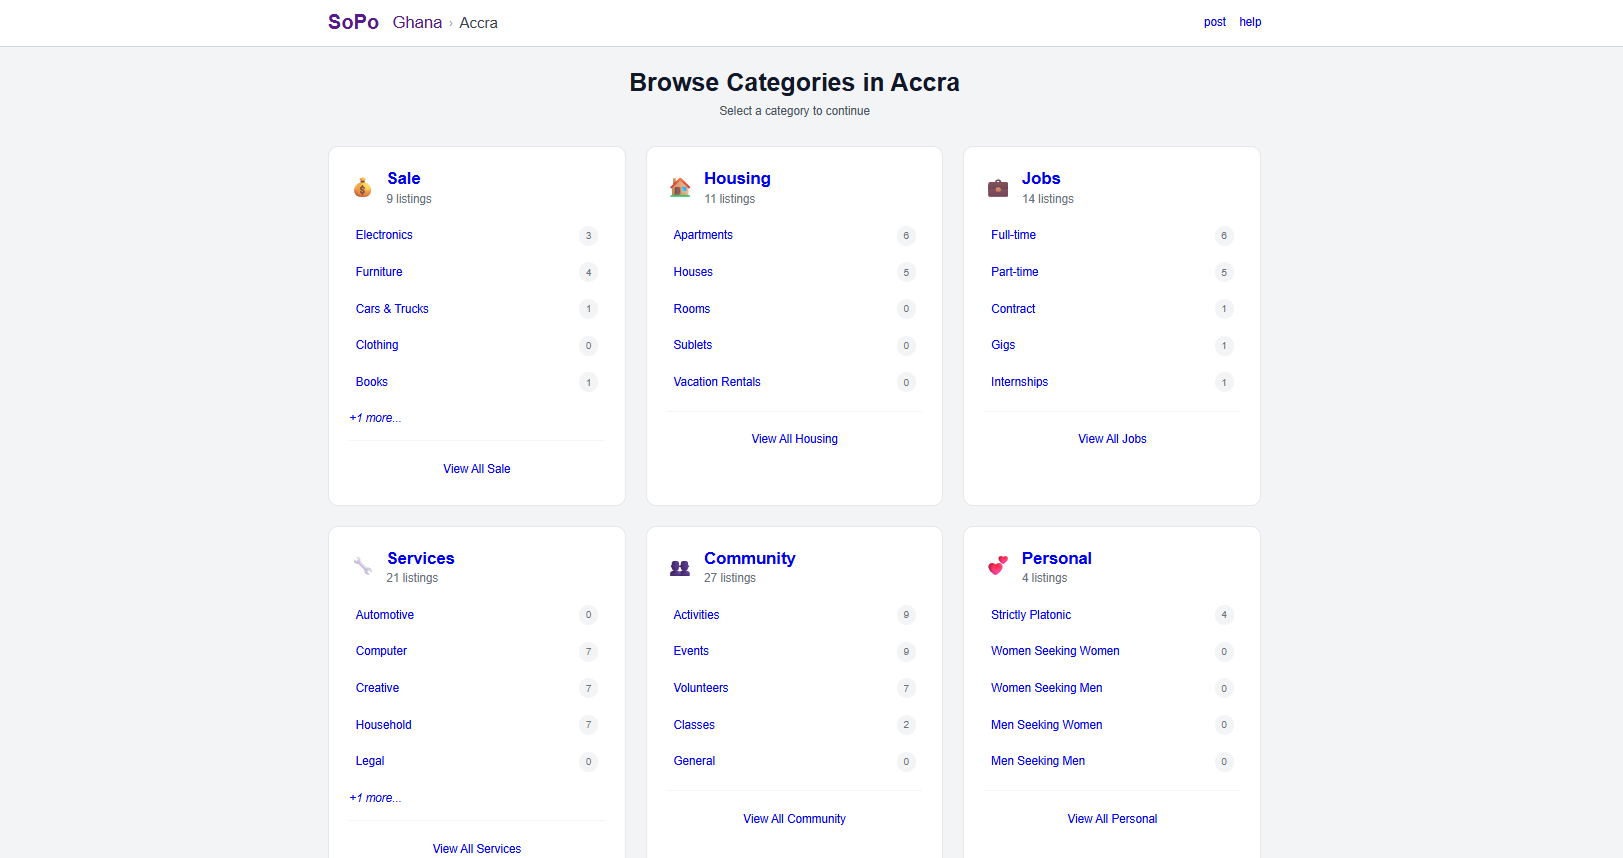 SoPo Ghana › Accra post help
Browse Categories in Accra
Select a category to continue
Sale
9 listings
Electronics 3
Furniture 4
Cars & Trucks 1
Clothing 0
Books 1
+1 more...
View All Sale
Housing
11 listings
Apartments 6
Houses 5
Rooms 0
Sublets 0
Vacation Rentals 0
View All Housing
Jobs
14 listings
Full-time 6
Part-time 5
Contract 1
Gigs 1
Internships 1
View All Jobs
Services
21 listings
Automotive 0
Computer 7
Creative 7
Household 7
Legal 0
+1 more...
View All Services
Community
27 listings
Activities 9
Events 9
Volunteers 7
Classes 2
General 0
View All Community
Personal
4 listings
Strictly Platonic 4
Women Seeking Women 0
Women Seeking Men 0
Men Seeking Women 0
Men Seeking Men 0
View All Personal